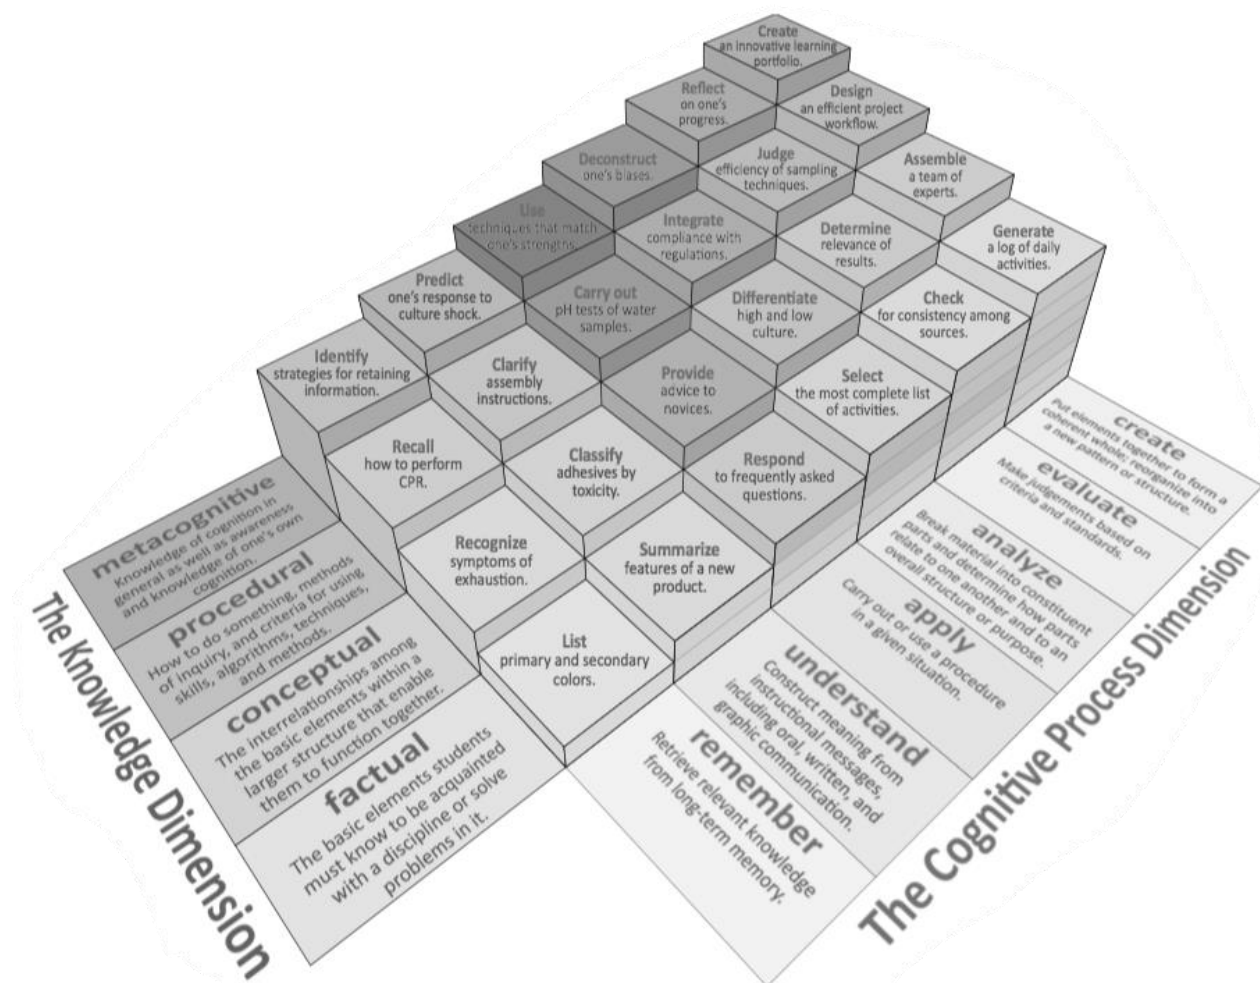 Create
an innovative learning
portfolio.
Reflect
on one's
progress.
Design
an efficient project
workflow.
Deconstruct
one's biases.
Judge
efficiency of sampling
techniques.
Assemble
a team of
experts.
Use
techniques that match
one's strengths.
Integrate
compliance with
regulations.
Determine
relevance of
results.
Generate
a log of daily
activities.
Predict
one's response to
culture shock.
Carry out
pH tests of water
samples.
Differentiate
high and low
culture.
Check
for consistency among
sources.
Identify
strategies for retaining
information.
Clarify
assembly
instructions.
Provide
advice to
novices.
Select
the most complete list
of activities.
Recall
how to perform
CPR.
Classify
adhesives by
toxicity.
Respond
to frequently asked
questions.
Recognize
symptoms of
exhaustion.
Summarize
features of a new
product.
List
primary and secondary
colors.
metacognitive
Knowledge of cognition in
general as well as awareness
and knowledge of one's own
cognition.
procedural
How to do something, methods
of inquiry, and criteria for using
skills, algorithms, techniques,
and methods.
conceptual
The interrelationships among
the basic elements within a
larger structure that enable
them to function together.
factual
The basic elements students
must know to be acquainted
with a discipline or solve
problems in it.
The Knowledge Dimension
create
Put elements together to form a
coherent whole; reorganize into
a new pattern or structure.
evaluate
Make judgements based on
criteria and standards.
analyze
Break material into constituent
parts and determine how parts
relate to one another and to an
overall structure or purpose.
apply
Carry out or use a procedure
in a given situation.
understand
Construct meaning from
instructional messages,
including oral, written, and
graphic communication.
remember
Retrieve relevant knowledge
from long-term memory.
The Cognitive Process Dimension